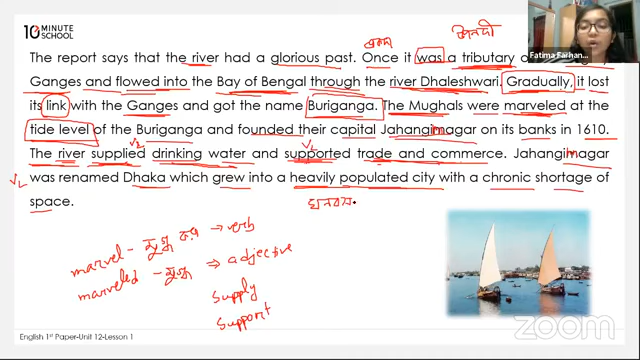 10 MINUTE SCHOOL
Fatima Farhan...
The report says that the river had a glorious past. Once it was a tributary o
Ganges and flowed into the Bay of Bengal through the river Dhaleshwari. Gradually, it lost
its link with the Ganges and got the name Buriganga. The Mughals were marveled at the
tide level of the Buriganga and founded their capital Jahangirnagar on its banks in 1610.
The river supplied drinking water and supported trade and commerce. Jahangirnagar
was renamed Dhaka which grew into a heavily populated city with a chronic shortage of
space.
marvel - মুগ্ধ করা → verb
marveled - মুগ্ধ ⇒ adjective
supply
support
English 1st Paper-Unit 12-Lesson 1
zoom